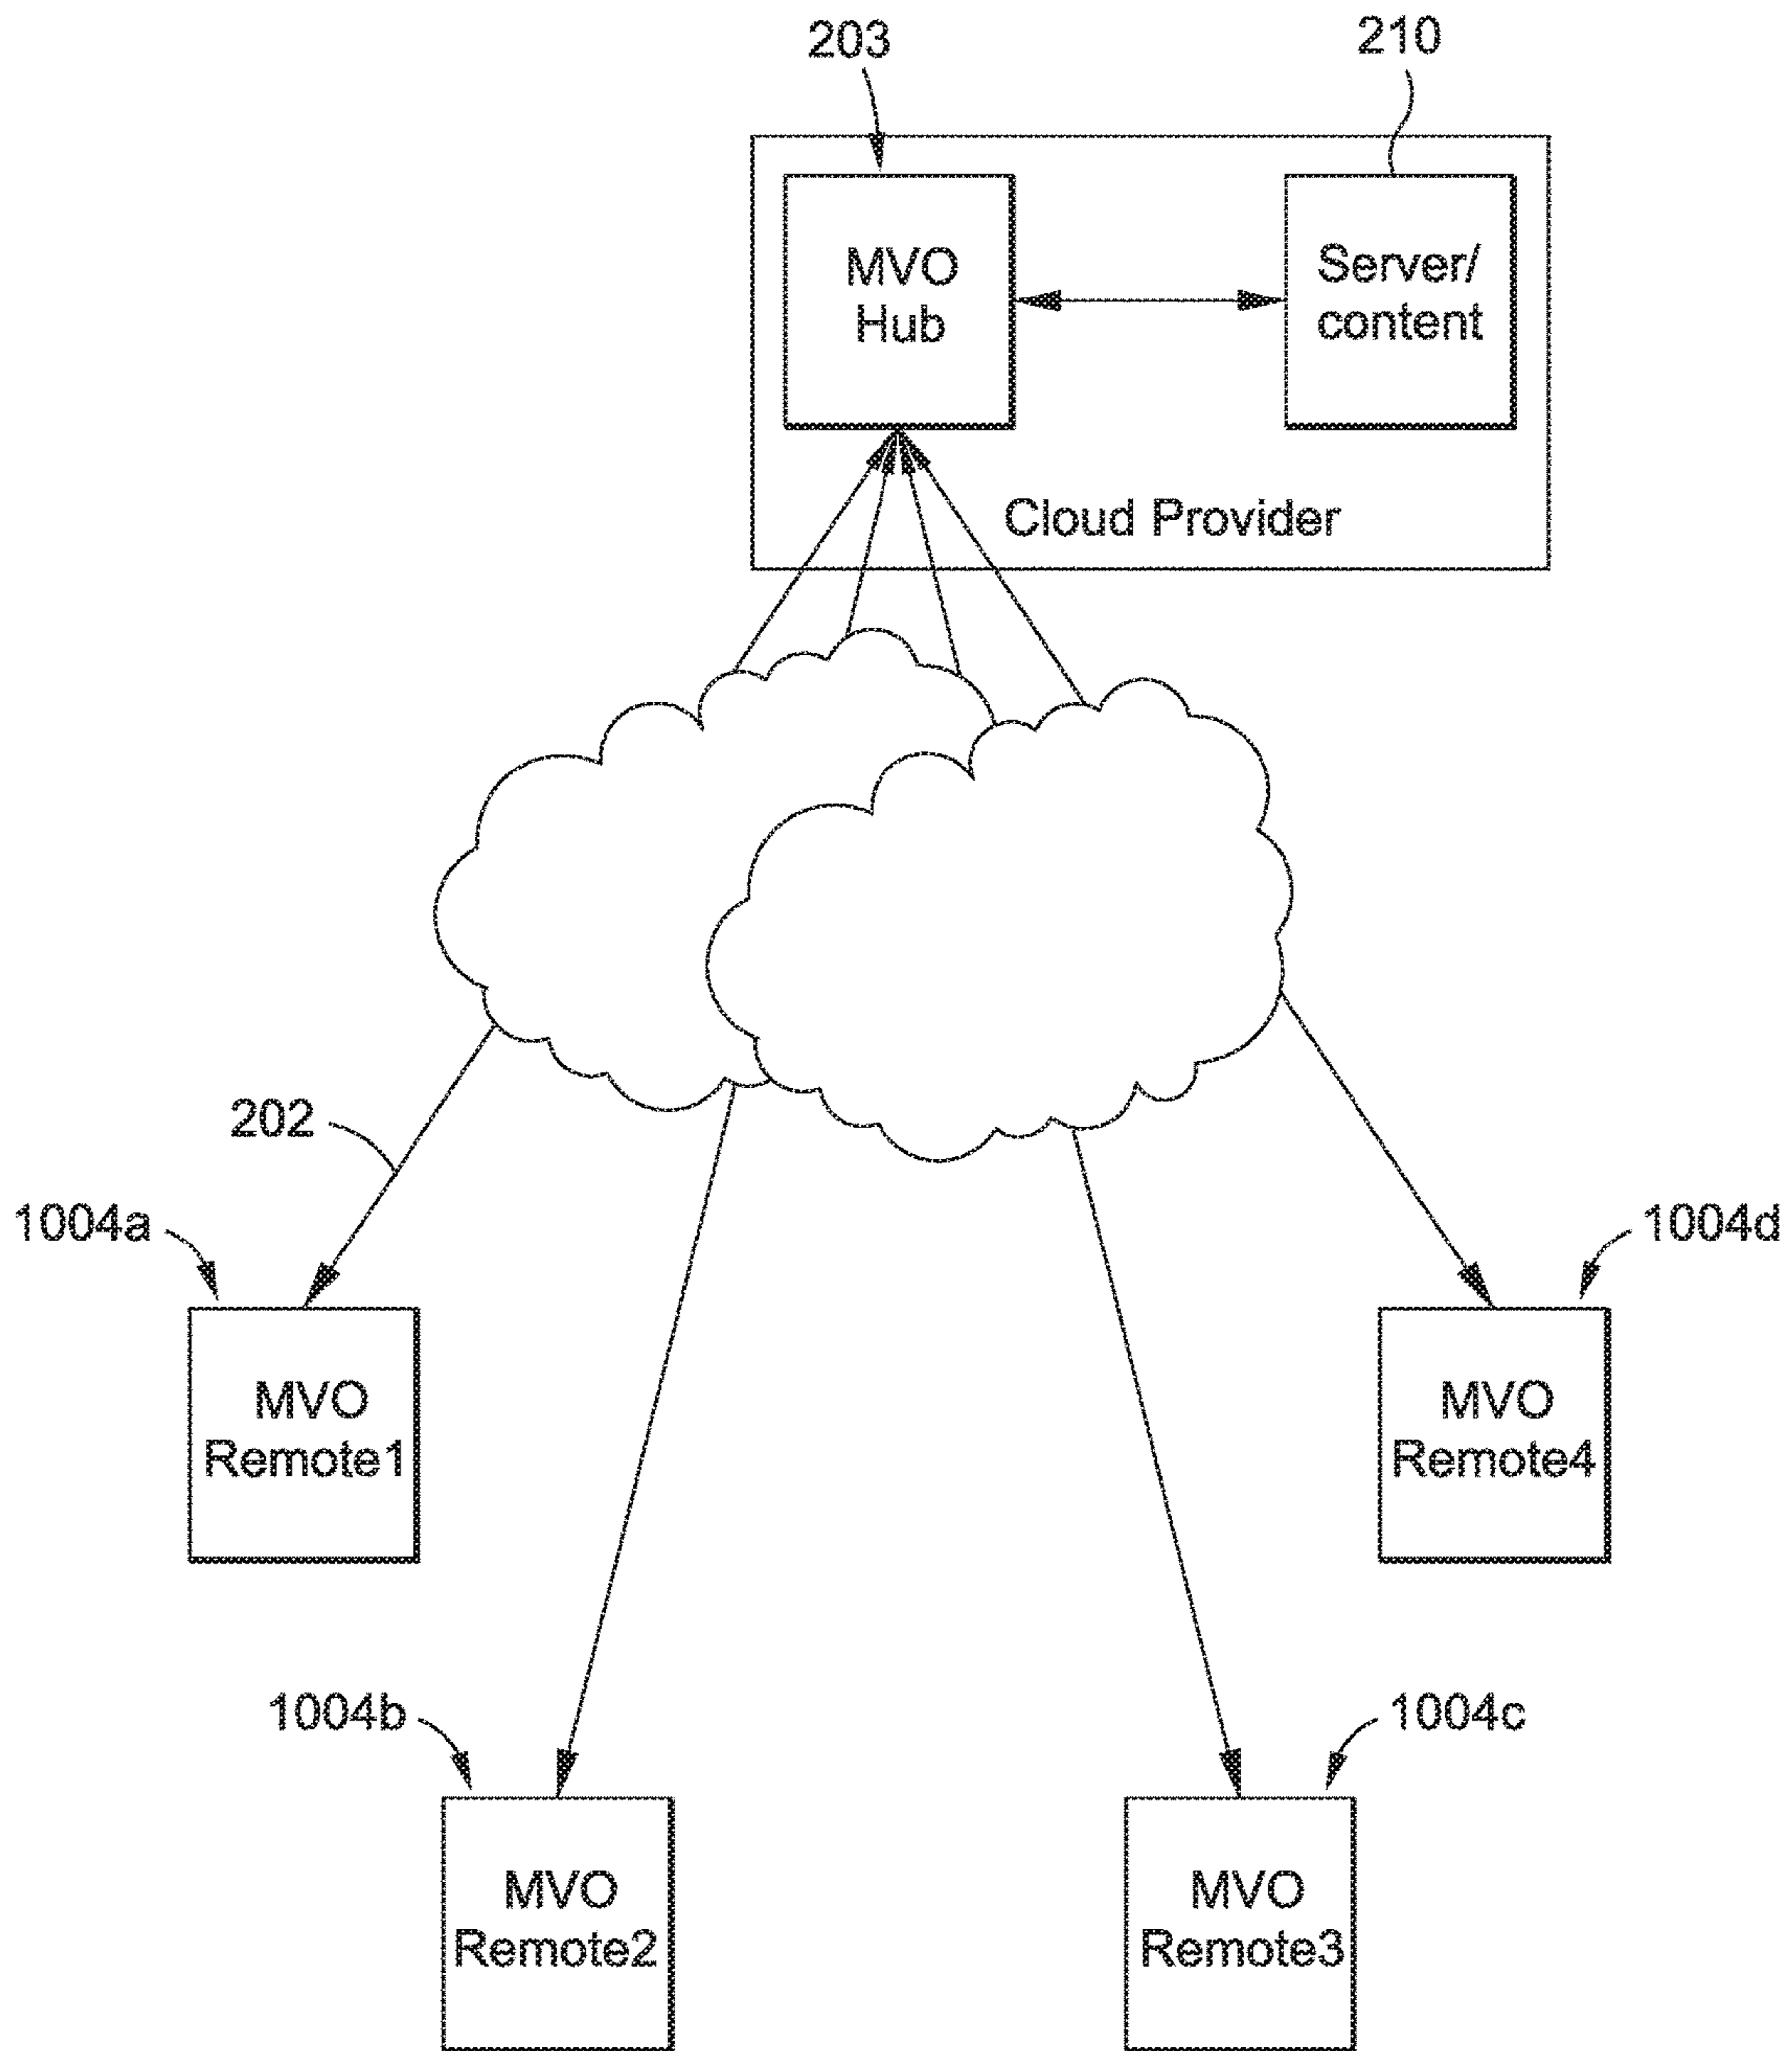 203
210
MVO
Hub
Server/
content
Cloud Provider
202
1004a
1004d
MVO
Remote1
MVO
Remote4
1004b
1004c
MVO
Remote2
MVO
Remote3